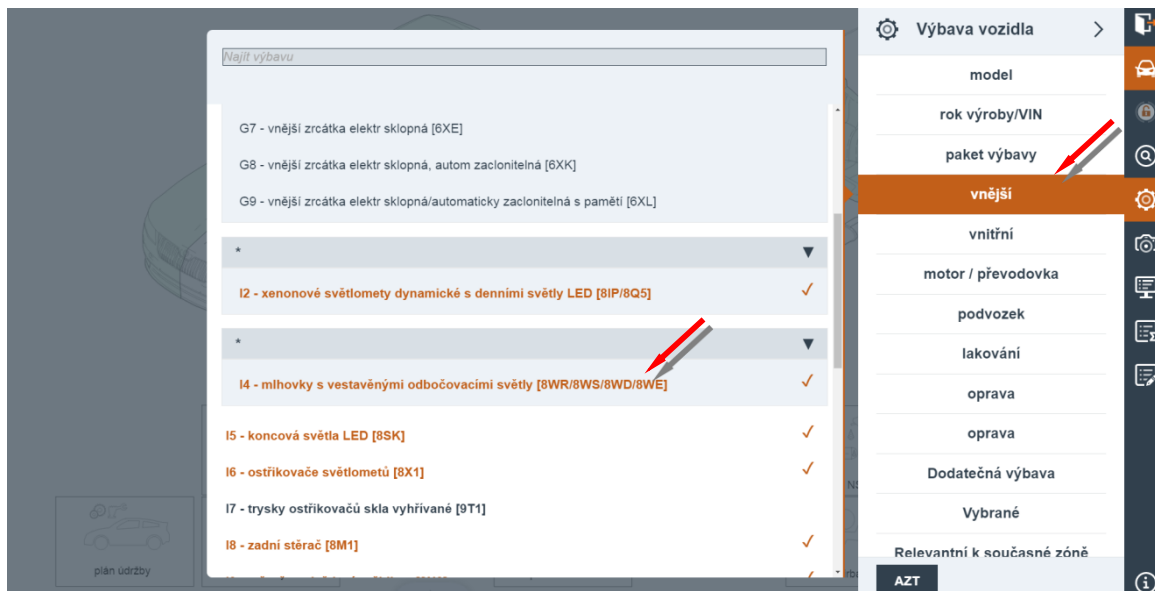 Najít výbavu
G7 - vnější zrcátka elektr sklopná [6XE]
G8 - vnější zrcátka elektr sklopná, autom zaclonitelná [6XK]
G9 - vnější zrcátka elektr sklopná/automaticky zaclonitelná s pamětí [6XL]
*
I2 - xenonové světlomety dynamické s denními světly LED [8IP/8Q5]
*
I4 - mlhovky s vestavěnými odbočovacími světly [8WR/8WS/8WD/8WE]
I5 - koncová světla LED [8SK]
I6 - ostřikovače světlometů [8X1]
I7 - trysky ostřikovačů skla vyhřívané [9T1]
I8 - zadní stěrač [8M1]
plán údržby
Výbava vozidla
model
rok výroby/VIN
paket výbavy
vnější
vnitřní
motor / převodovka
podvozek
lakování
oprava
oprava
Dodatečná výbava
Vybrané
Relevantní k současné zóně
AZT